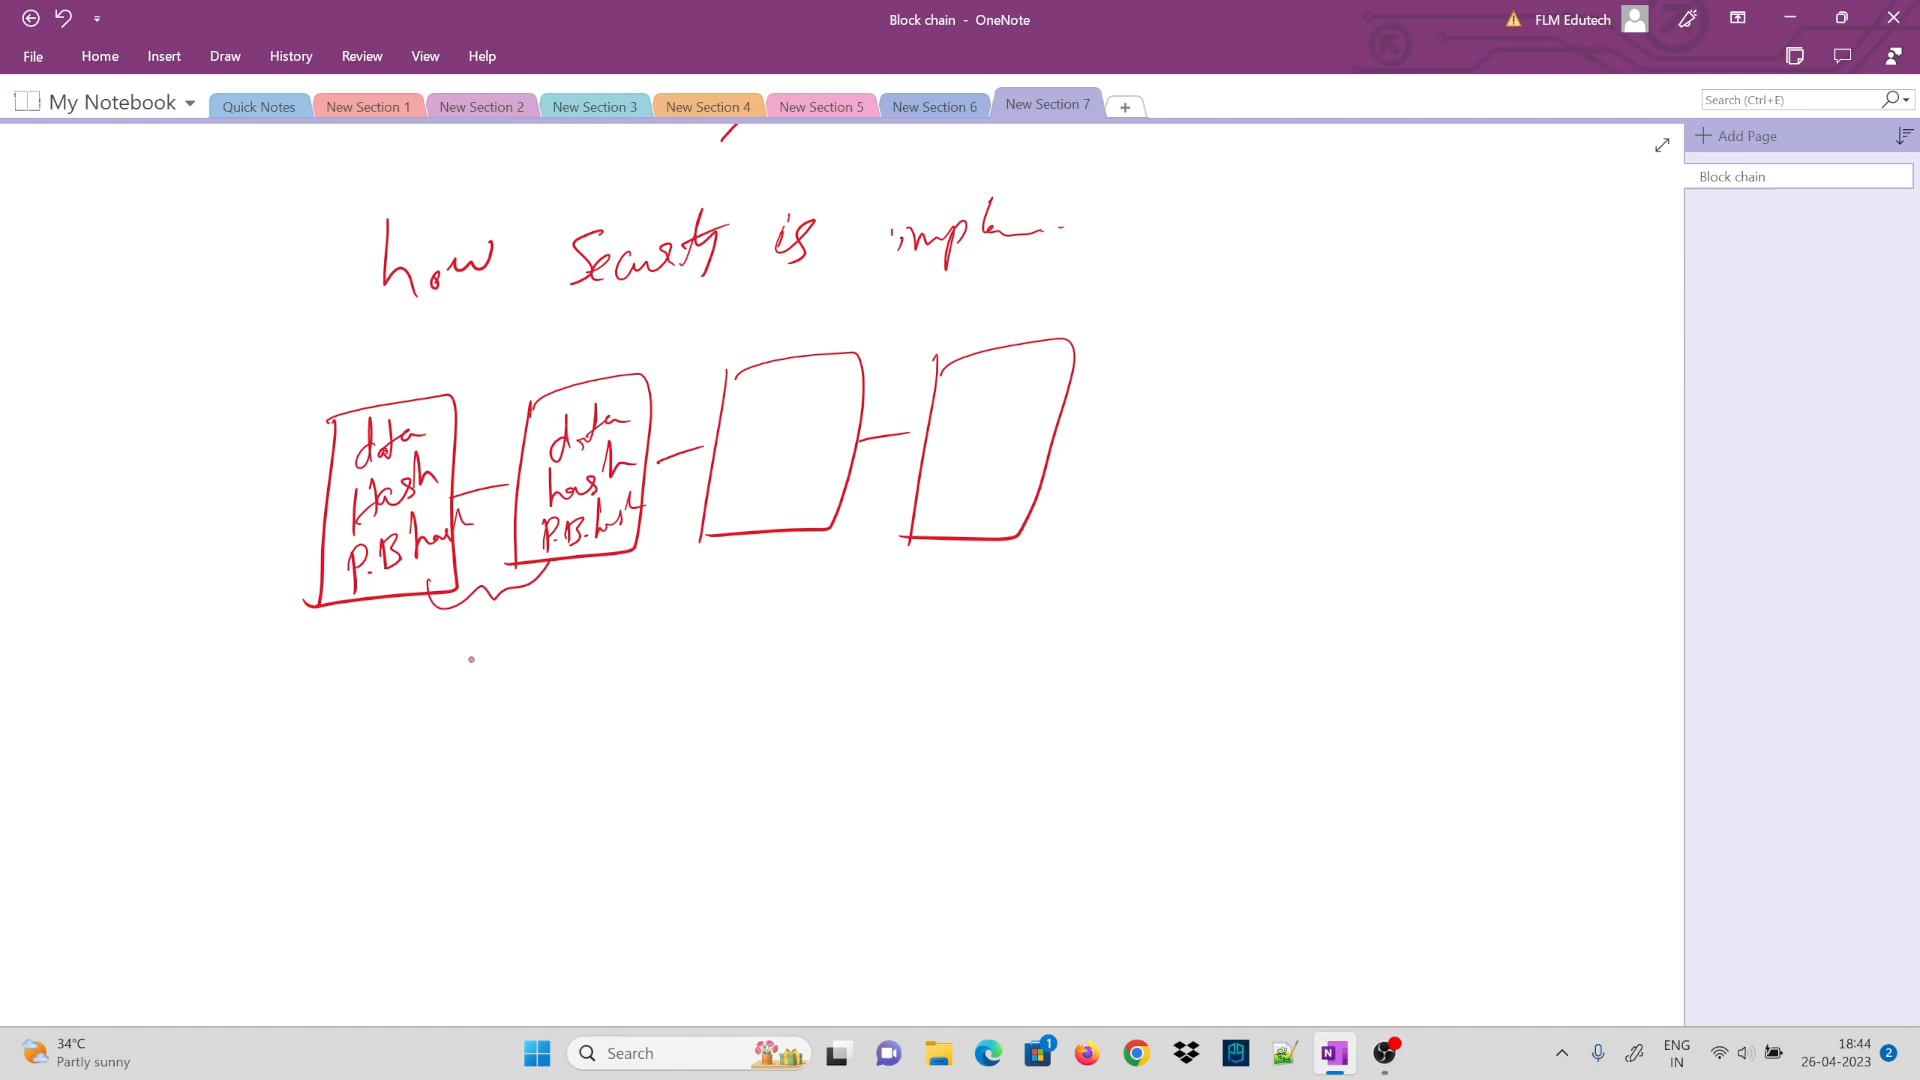 Block chain - OneNote
FLM Edutech
File Home Insert Draw History Review View Help
My Notebook
Quick Notes New Section 1 New Section 2 New Section 3 New Section 4 New Section 5 New Section 6 New Section 7
Search (Ctrl+E)
Add Page
Block chain
how Security is implem.
data
Hash
P.B hash
data
hash
P.B. hash
34°C
Partly sunny
Search
1
N
ENG
IN
18:44
26-04-2023
2